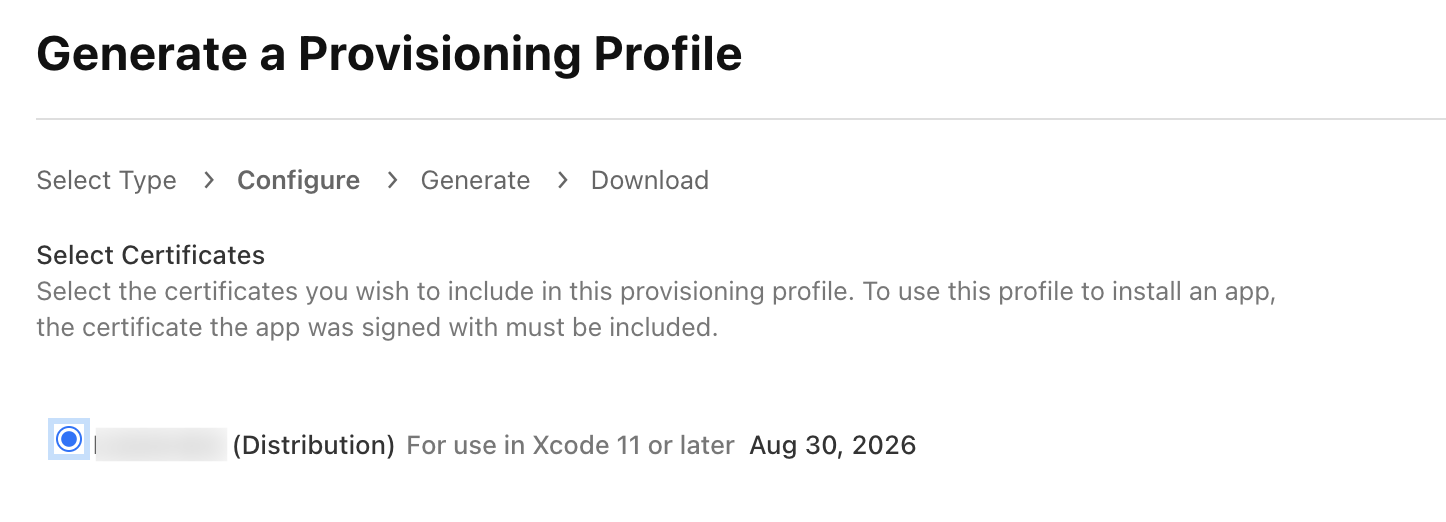 Generate a Provisioning Profile
Select Type > Configure > Generate > Download
Select Certificates
Select the certificates you wish to include in this provisioning profile. To use this profile to install an app,
the certificate the app was signed with must be included.
(Distribution) For use in Xcode 11 or later Aug 30, 2026